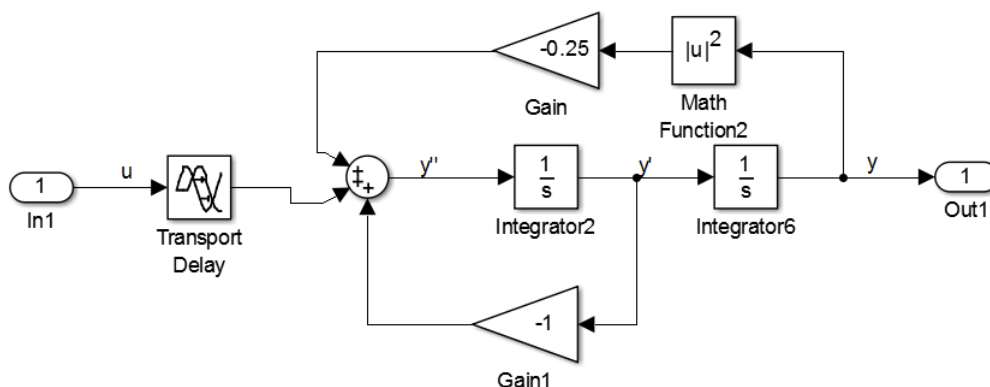 -0.25
|u|²
Gain
Math
Function2
1
u
y''
1
s
y'
1
s
y
1
In1
Transport
Delay
+
+
+
Integrator2
Integrator6
Out1
-1
Gain1